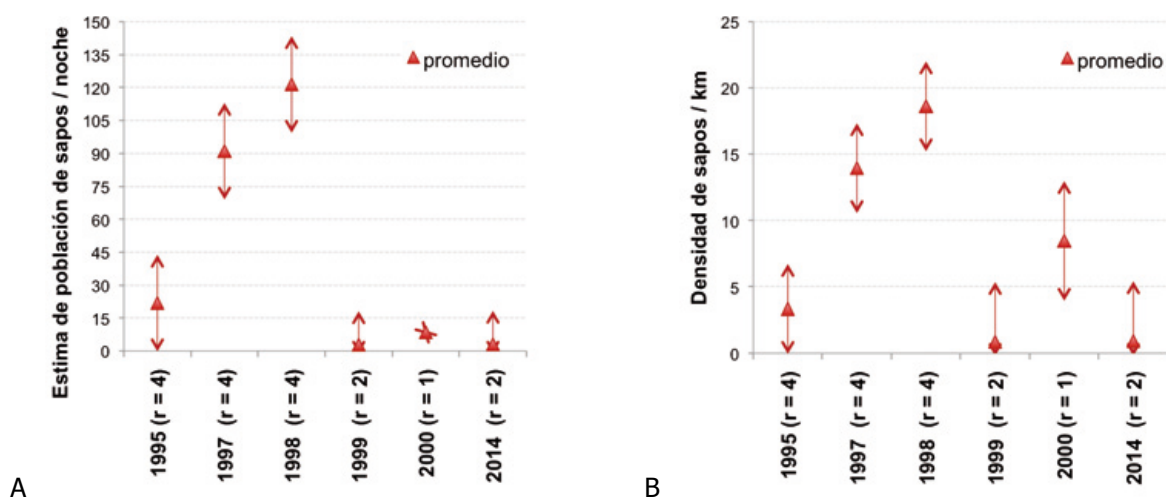 Estima de población de sapos / noche
150
135
120
105
90
75
60
45
30
15
0
promedio
1995 (r = 4)
1997 (r = 4)
1998 (r = 4)
1999 (r = 2)
2000 (r = 1)
2014 (r = 2)
A
Densidad de sapos / km
25
20
15
10
5
0
promedio
1995 (r = 4)
1997 (r = 4)
1998 (r = 4)
1999 (r = 2)
2000 (r = 1)
2014 (r = 2)
B